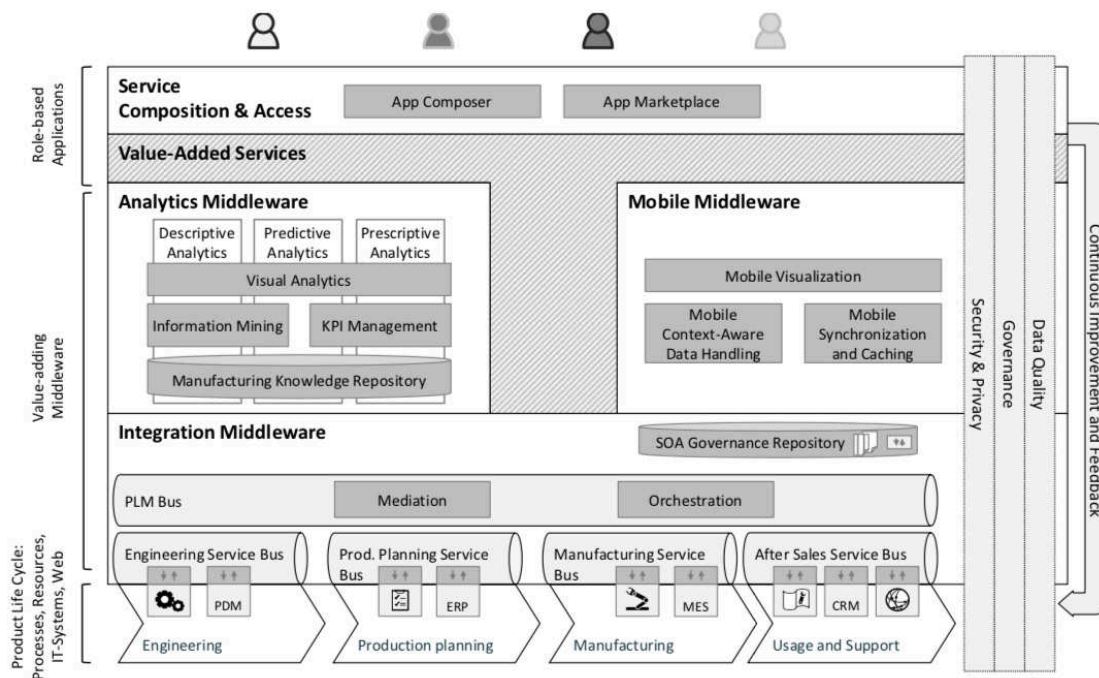 Role-based
Applications
Service
Composition & Access
App Composer
App Marketplace
Value-Added Services
Value-adding
Middleware
Analytics Middleware
Descriptive
Analytics
Predictive
Analytics
Prescriptive
Analytics
Visual Analytics
Information Mining
KPI Management
Manufacturing Knowledge Repository
Mobile Middleware
Mobile Visualization
Mobile
Context-Aware
Data Handling
Mobile
Synchronization
and Caching
Integration Middleware
SOA Governance Repository
PLM Bus
Mediation
Orchestration
Product Life Cycle:
Processes, Resources,
IT-Systems, Web
Engineering Service Bus
PDM
Engineering
Prod. Planning Service
Bus
ERP
Production planning
Manufacturing Service
Bus
MES
Manufacturing
After Sales Service Bus
CRM
Usage and Support
Security & Privacy
Governance
Data Quality
Continuous Improvement and Feedback